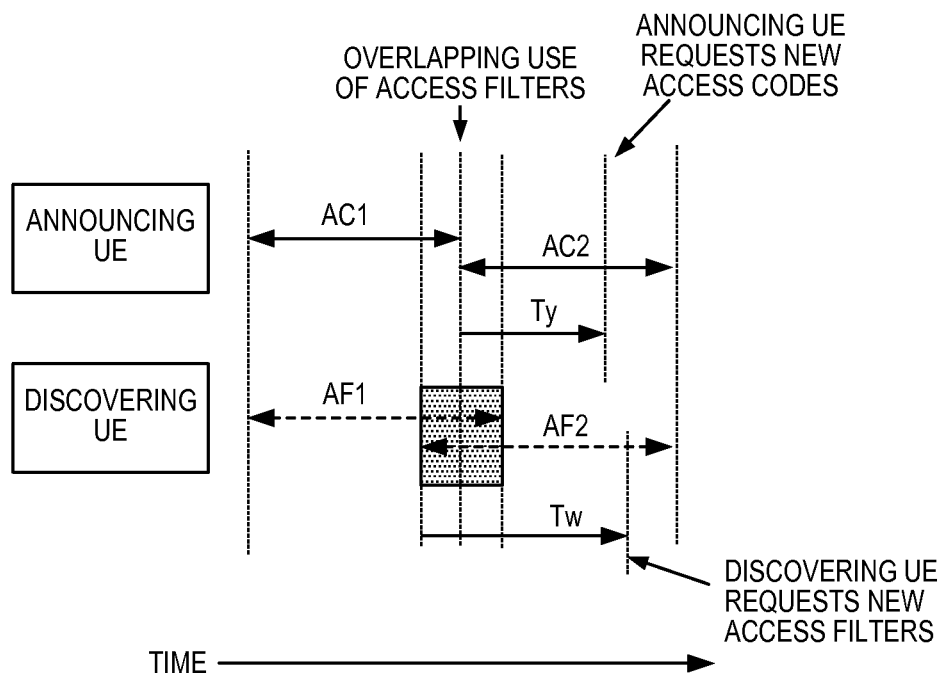 OVERLAPPING USE
OF ACCESS FILTERS
ANNOUNCING UE
REQUESTS NEW
ACCESS CODES
ANNOUNCING
UE
AC1
AC2
Ty
DISCOVERING
UE
AF1
AF2
Tw
DISCOVERING UE
REQUESTS NEW
ACCESS FILTERS
TIME